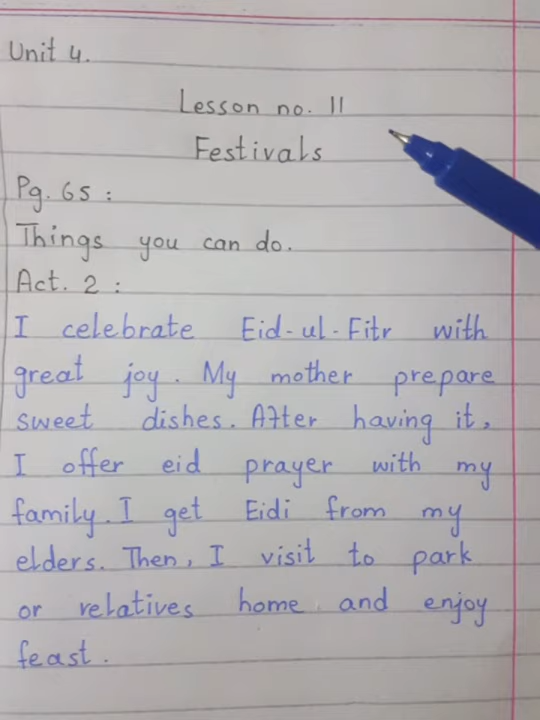 Unit 4.
Lesson no. 11
Festivals
Pg. 65 :
Things you can do.
Act. 2 :
I celebrate Eid-ul-Fitr with
great joy. My mother prepare
sweet dishes. After having it,
I offer eid prayer with my
family. I get Eidi from my
elders. Then, I visit to park
or relatives home and enjoy
feast.